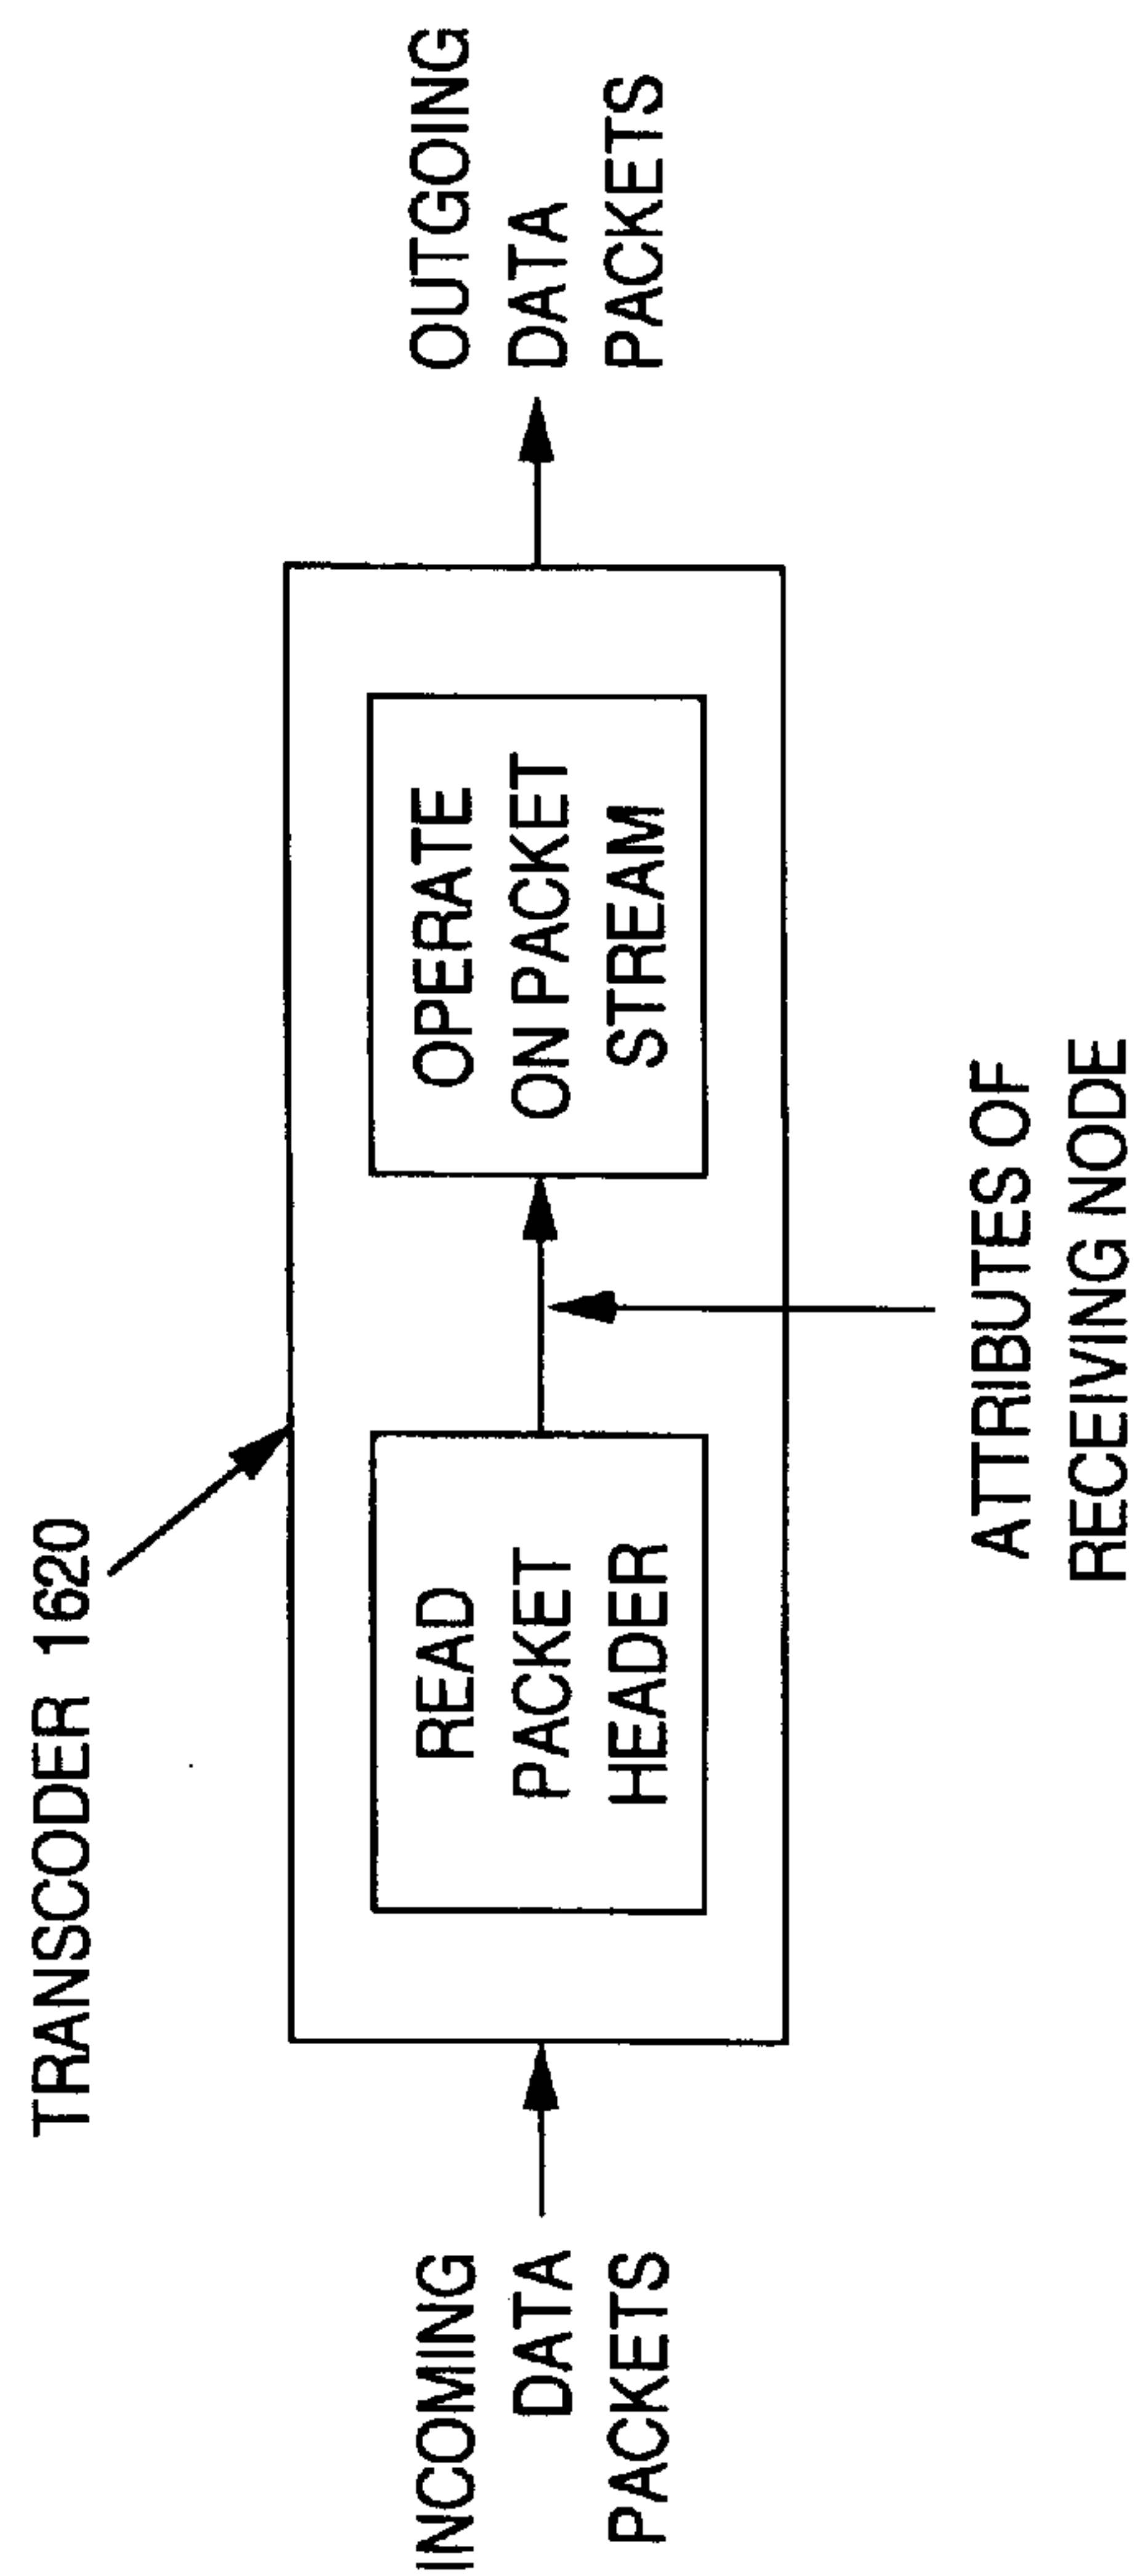 TRANSCODER 1620
INCOMING
DATA
PACKETS
READ
PACKET
HEADER
OPERATE
ON PACKET
STREAM
OUTGOING
DATA
PACKETS
ATTRIBUTES OF
RECEIVING NODE